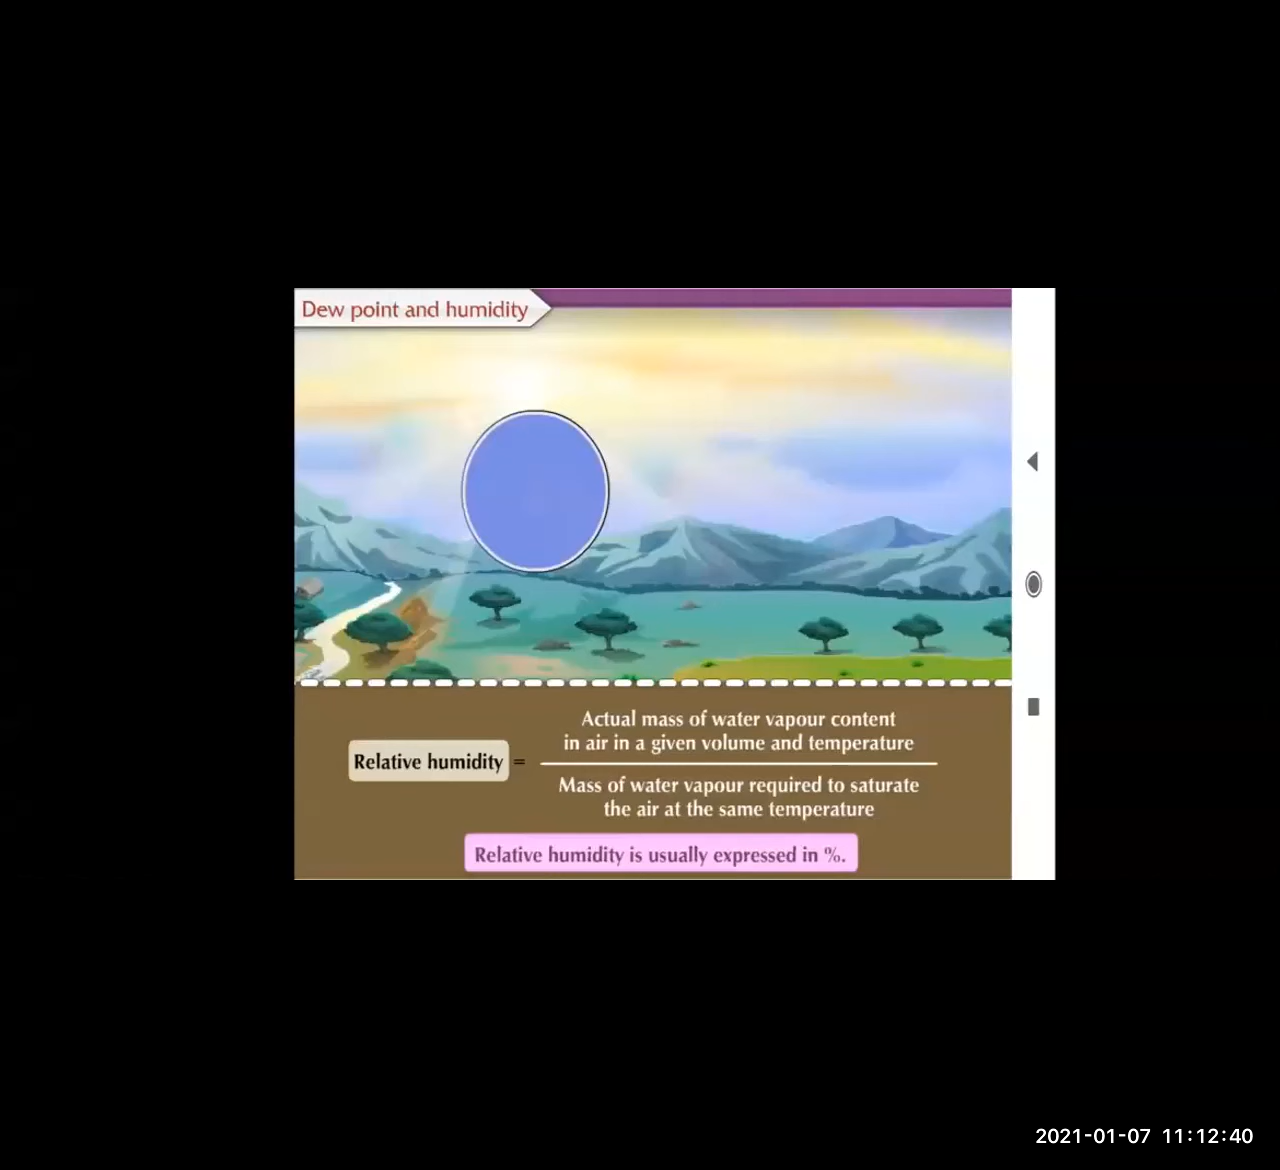 Dew point and humidity
Actual mass of water vapour content
in air in a given volume and temperature
Relative humidity =
Mass of water vapour required to saturate
the air at the same temperature
Relative humidity is usually expressed in %.
2021-01-07 11:12:40